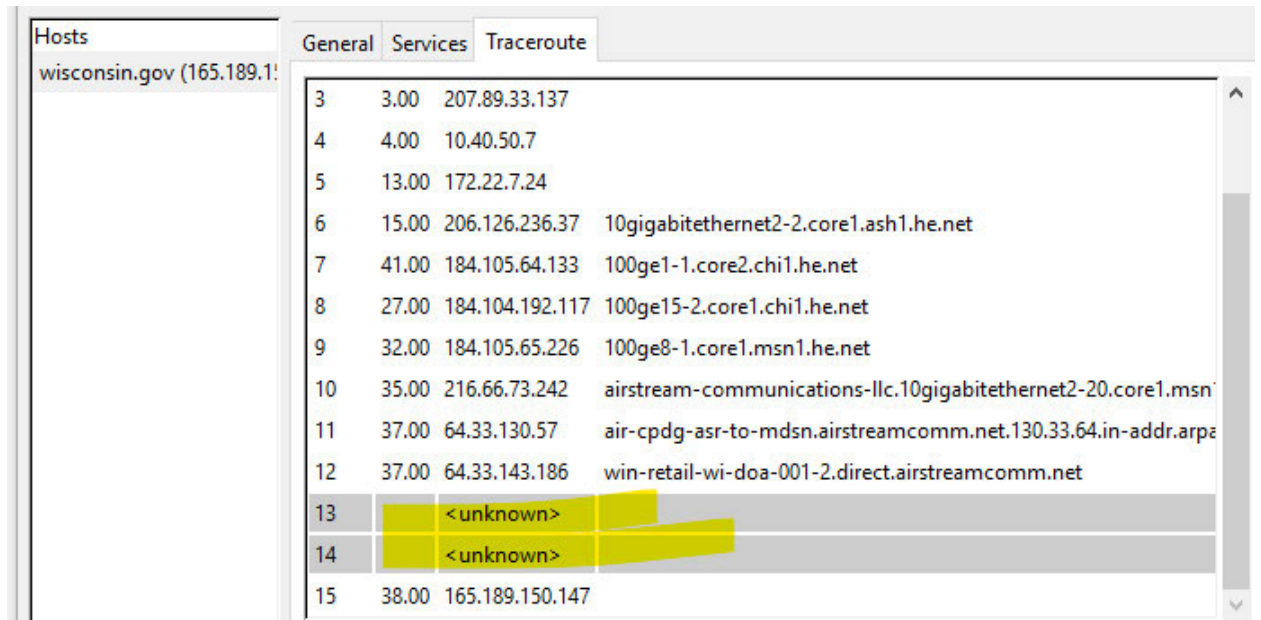 Hosts
wisconsin.gov (165.189.1
General Services Traceroute
3 3.00 207.89.33.137
4 4.00 10.40.50.7
5 13.00 172.22.7.24
6 15.00 206.126.236.37 10gigabitethernet2-2.core1.ash1.he.net
7 41.00 184.105.64.133 100ge1-1.core2.chi1.he.net
8 27.00 184.104.192.117 100ge15-2.core1.chi1.he.net
9 32.00 184.105.65.226 100ge8-1.core1.msn1.he.net
10 35.00 216.66.73.242 airstream-communications-llc.10gigabitethernet2-20.core1.msn1
11 37.00 64.33.130.57 air-cpdg-asr-to-mdsn.airstreamcomm.net.130.33.64.in-addr.arpa
12 37.00 64.33.143.186 win-retail-wi-doa-001-2.direct.airstreamcomm.net
13 <unknown>
14 <unknown>
15 38.00 165.189.150.147